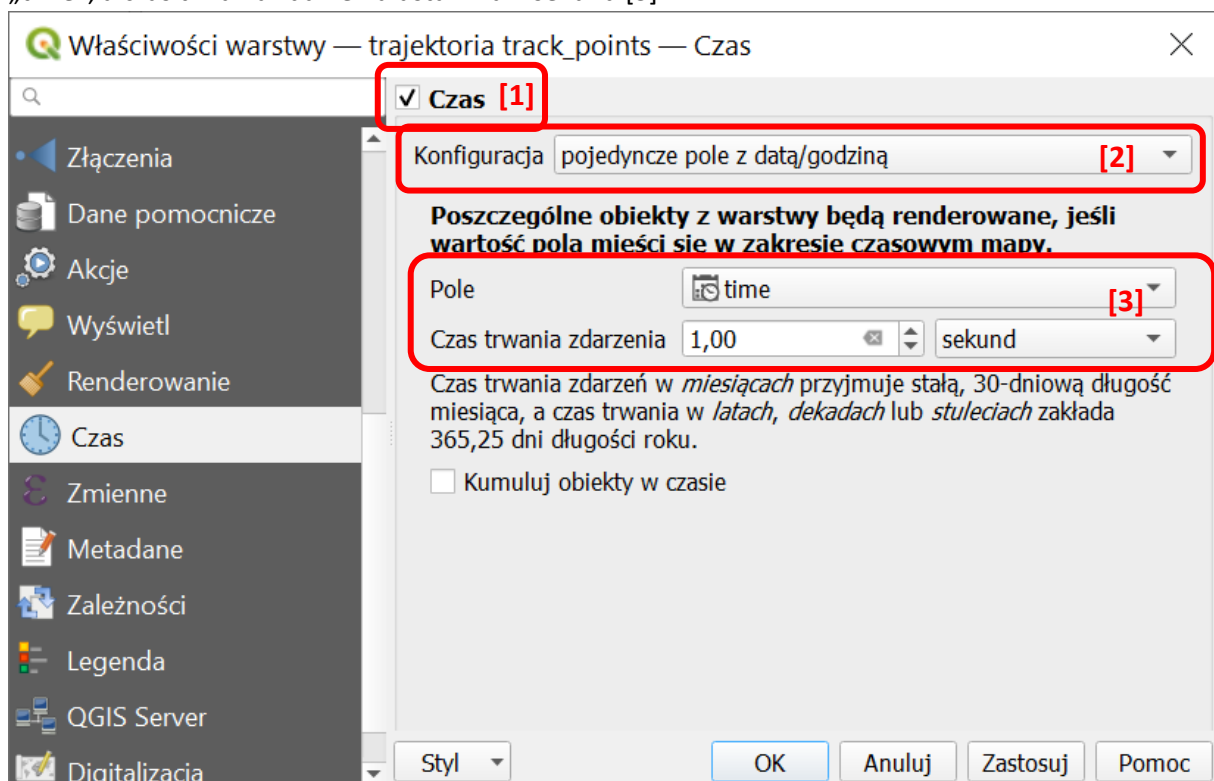 Właściwości warstwy — trajektoria track_points — Czas
Czas [1]
Złączenia
Dane pomocnicze
Akcje
Wyświetl
Renderowanie
Czas
Zmienne
Metadane
Zależności
Legenda
QGIS Server
Digitalizacja
Konfiguracja pojedyncze pole z datą/godziną [2]
Poszczególne obiekty z warstwy będą renderowane, jeśli
wartość pola mieści się w zakresie czasowym mapy.
Pole time [3]
Czas trwania zdarzenia 1,00 sekund
Czas trwania zdarzeń w miesiącach przyjmuje stałą, 30-dniową długość
miesiąca, a czas trwania w latach, dekadach lub stuleciach zakłada
365,25 dni długości roku.
Kumuluj obiekty w czasie
Styl OK Anuluj Zastosuj Pomoc